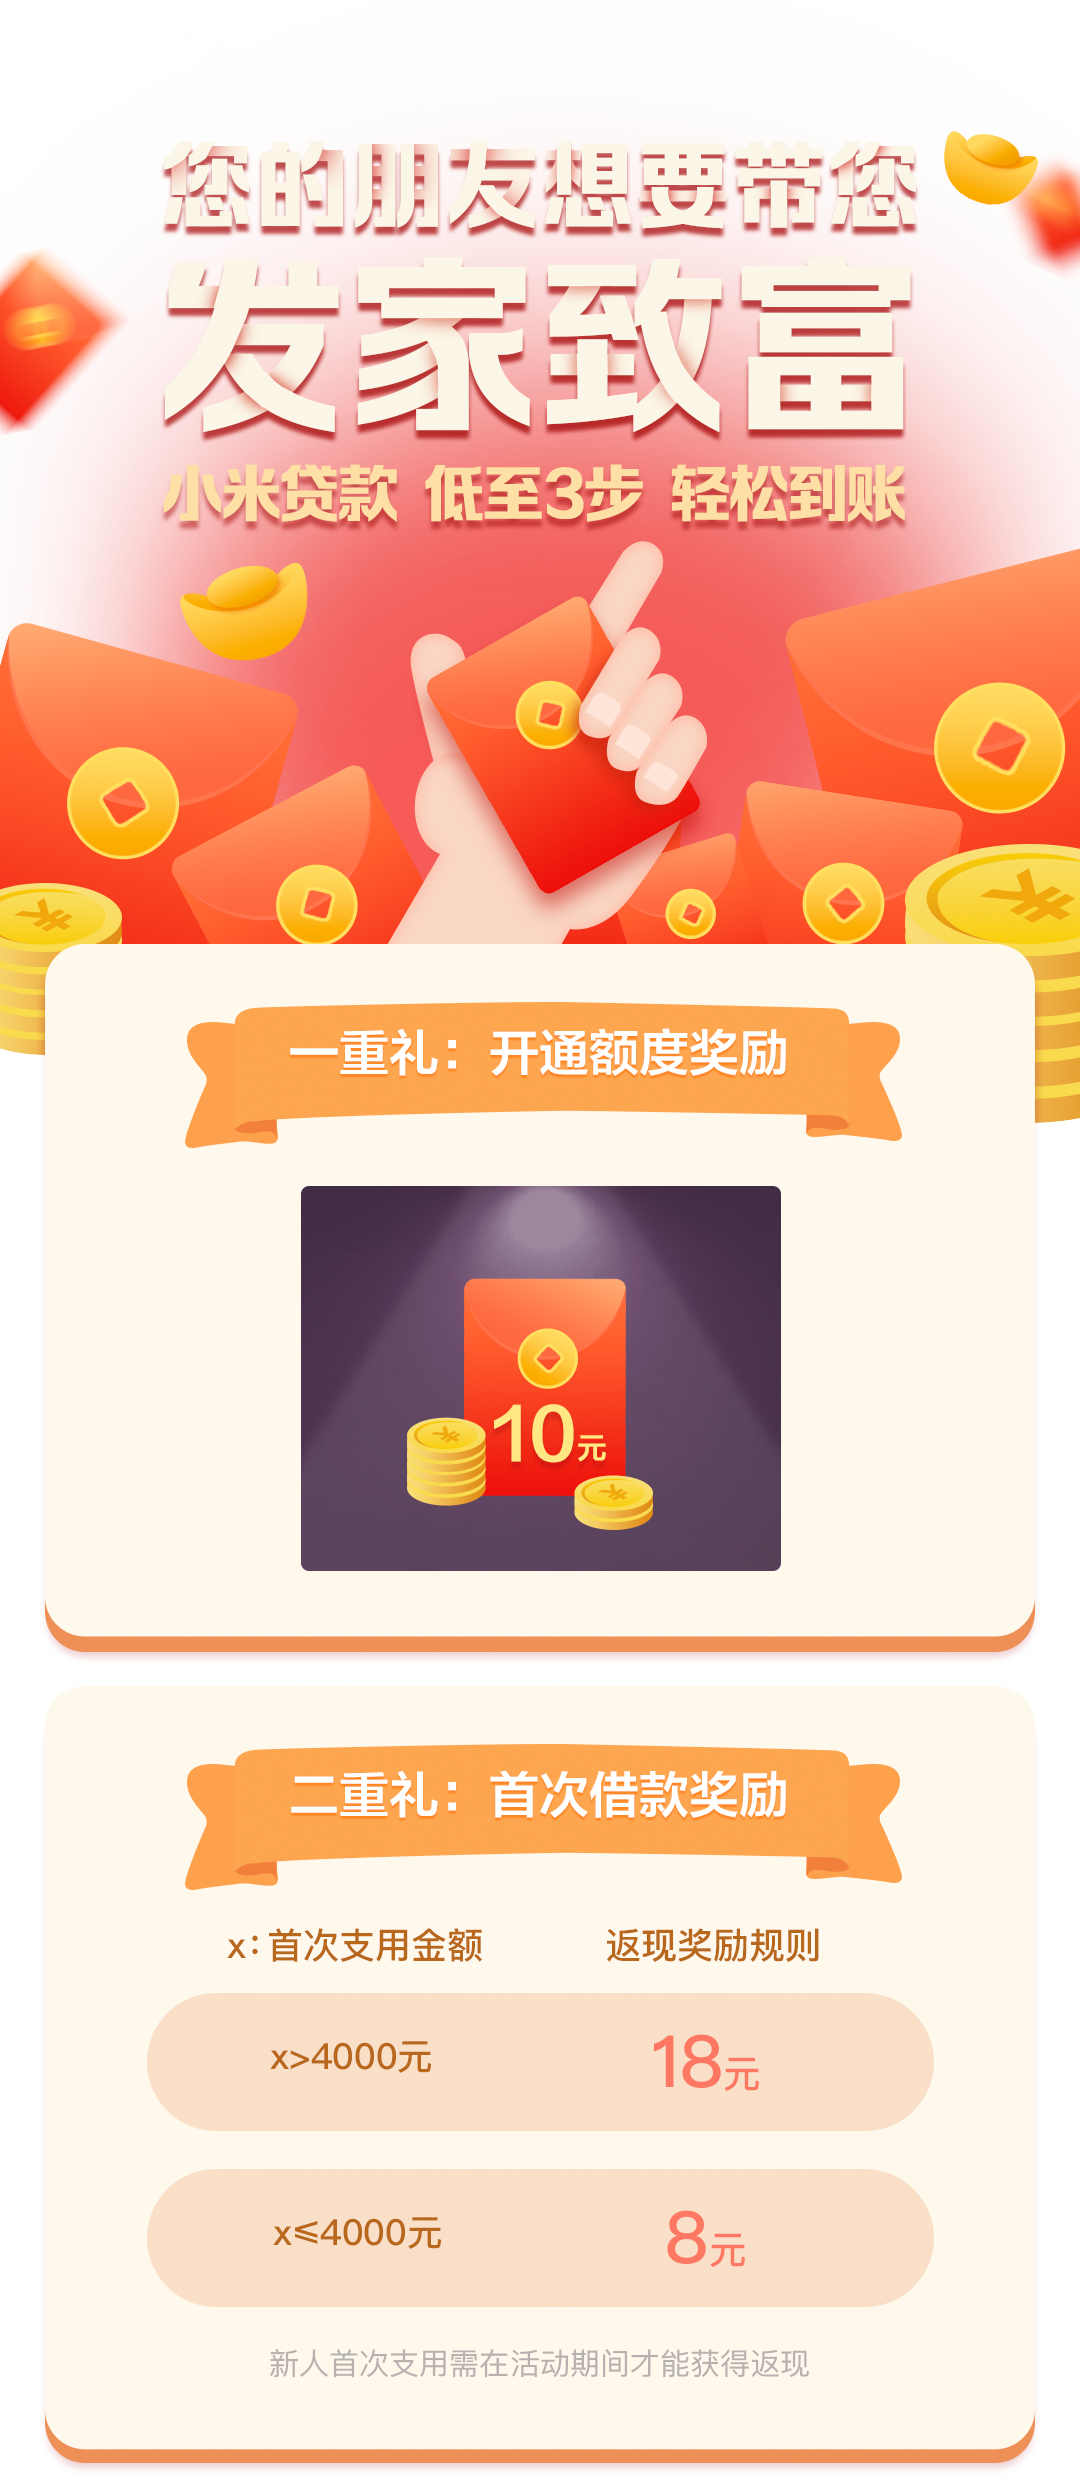 您的朋友想要带您
发家致富
小米贷款 低至3步 轻松到账
一重礼：开通额度奖励
10元
二重礼：首次借款奖励
x：首次支用金额 返现奖励规则
x>4000元 18元
x⩽4000元 8元
新人首次支用需在活动期间才能获得返现